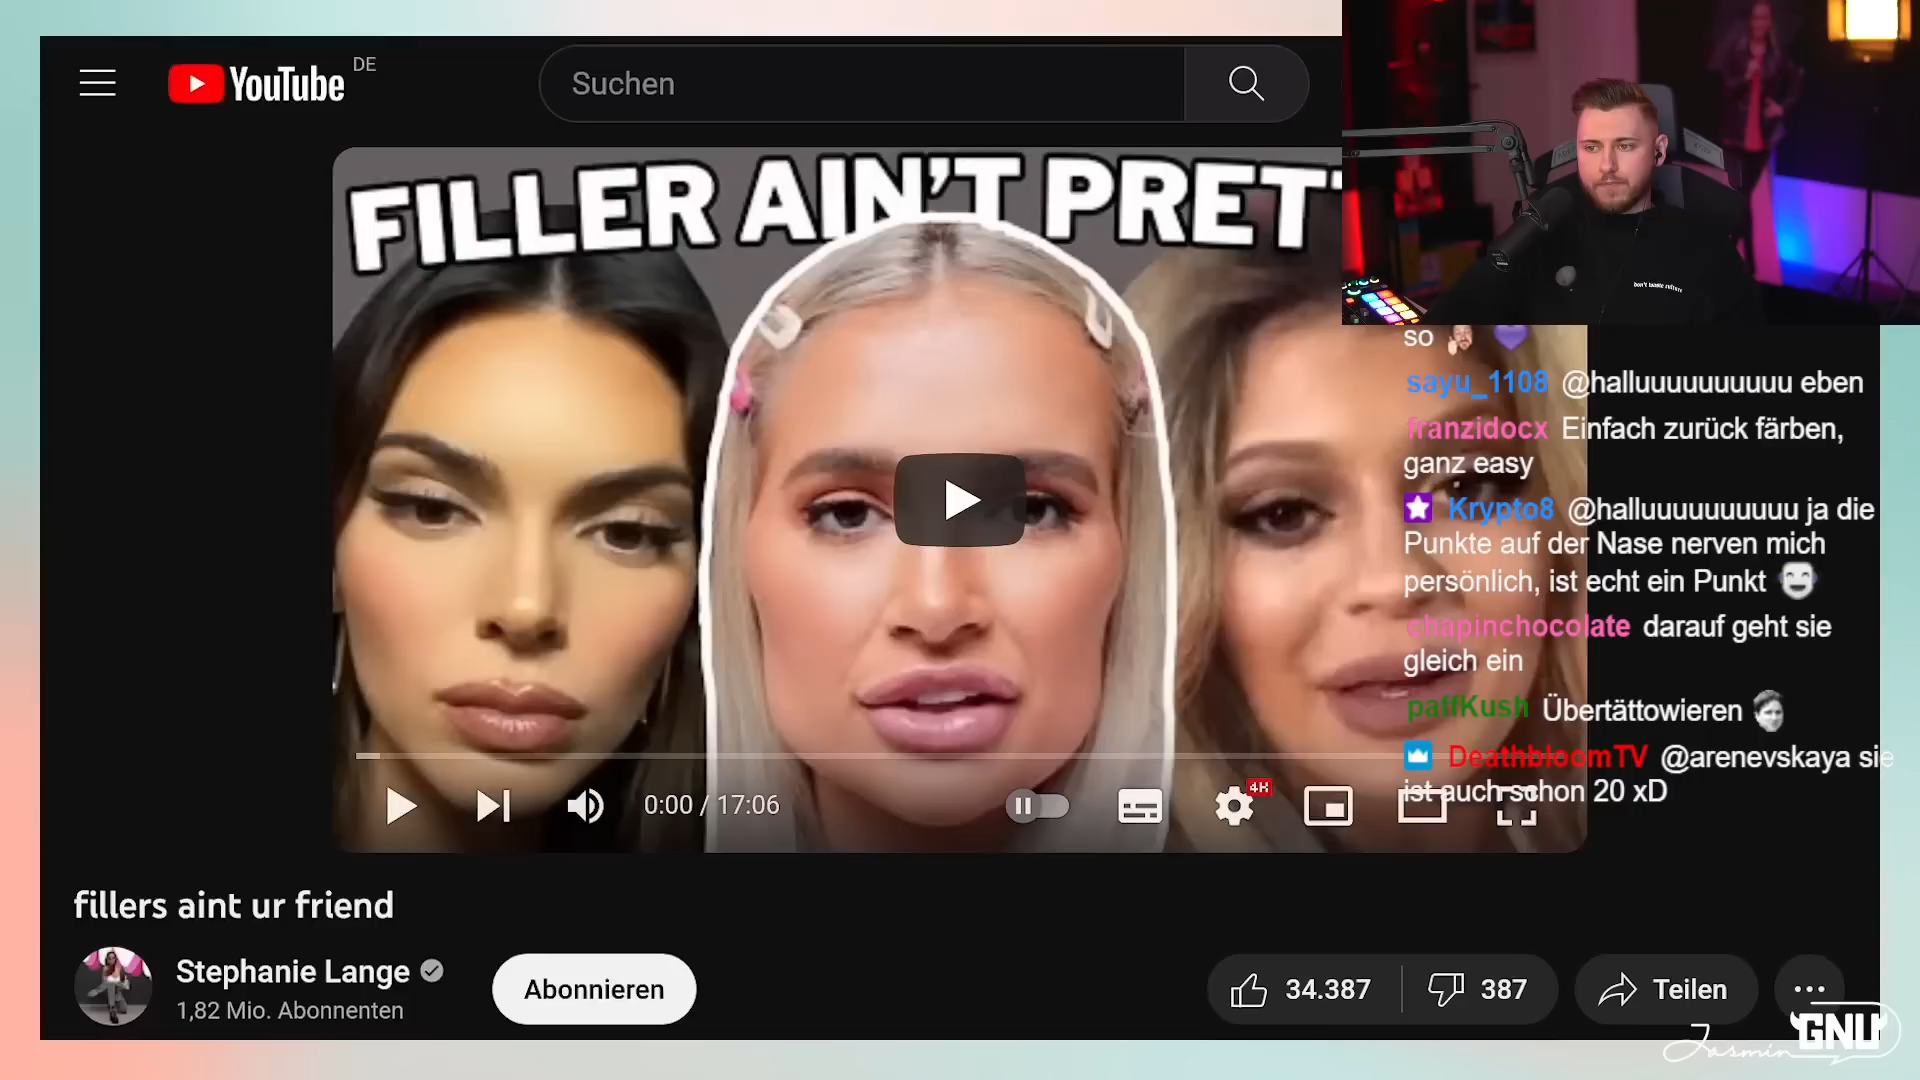 YouTube DE
Suchen
FILLER AIN'T PRET
so
sayu_1108 @halluuuuuuuuuu eben
franzidocx Einfach zurück färben,
ganz easy
Krypto8 @halluuuuuuuuuu ja die
Punkte auf der Nase nerven mich
persönlich, ist echt ein Punkt
chapinchocolate darauf geht sie
gleich ein
paffKush Übertättowieren
DeathbloomTV @arenevskaya sie
ist auch schon 20 xD
0:00 / 17:06
4K
fillers aint ur friend
Stephanie Lange
1,82 Mio. Abonnenten
Abonnieren
34.387
387
Teilen
Jasmin GNU